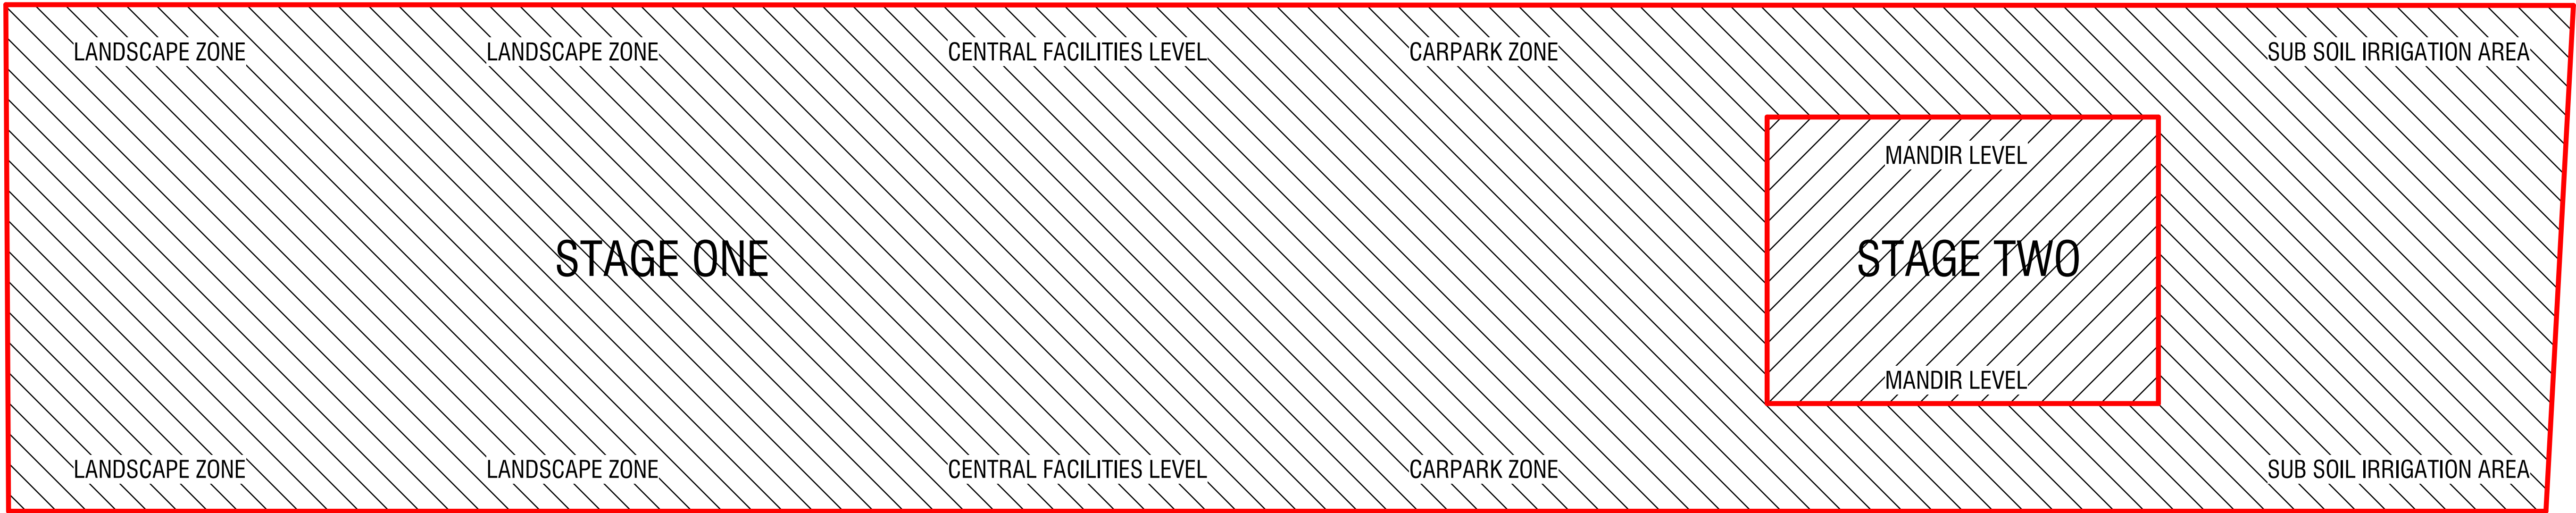 LANDSCAPE ZONE
LANDSCAPE ZONE
CENTRAL FACILITIES LEVEL
CARPARK ZONE
SUB SOIL IRRIGATION AREA
MANDIR LEVEL
STAGE ONE
STAGE TWO
MANDIR LEVEL
LANDSCAPE ZONE
LANDSCAPE ZONE
CENTRAL FACILITIES LEVEL
CARPARK ZONE
SUB SOIL IRRIGATION AREA